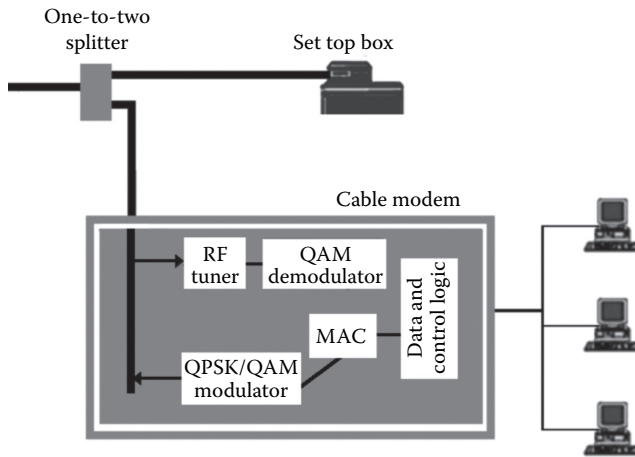 One-to-two
splitter
Set top box
Cable modem
RF
tuner
QAM
demodulator
Data and
control logic
MAC
QPSK/QAM
modulator